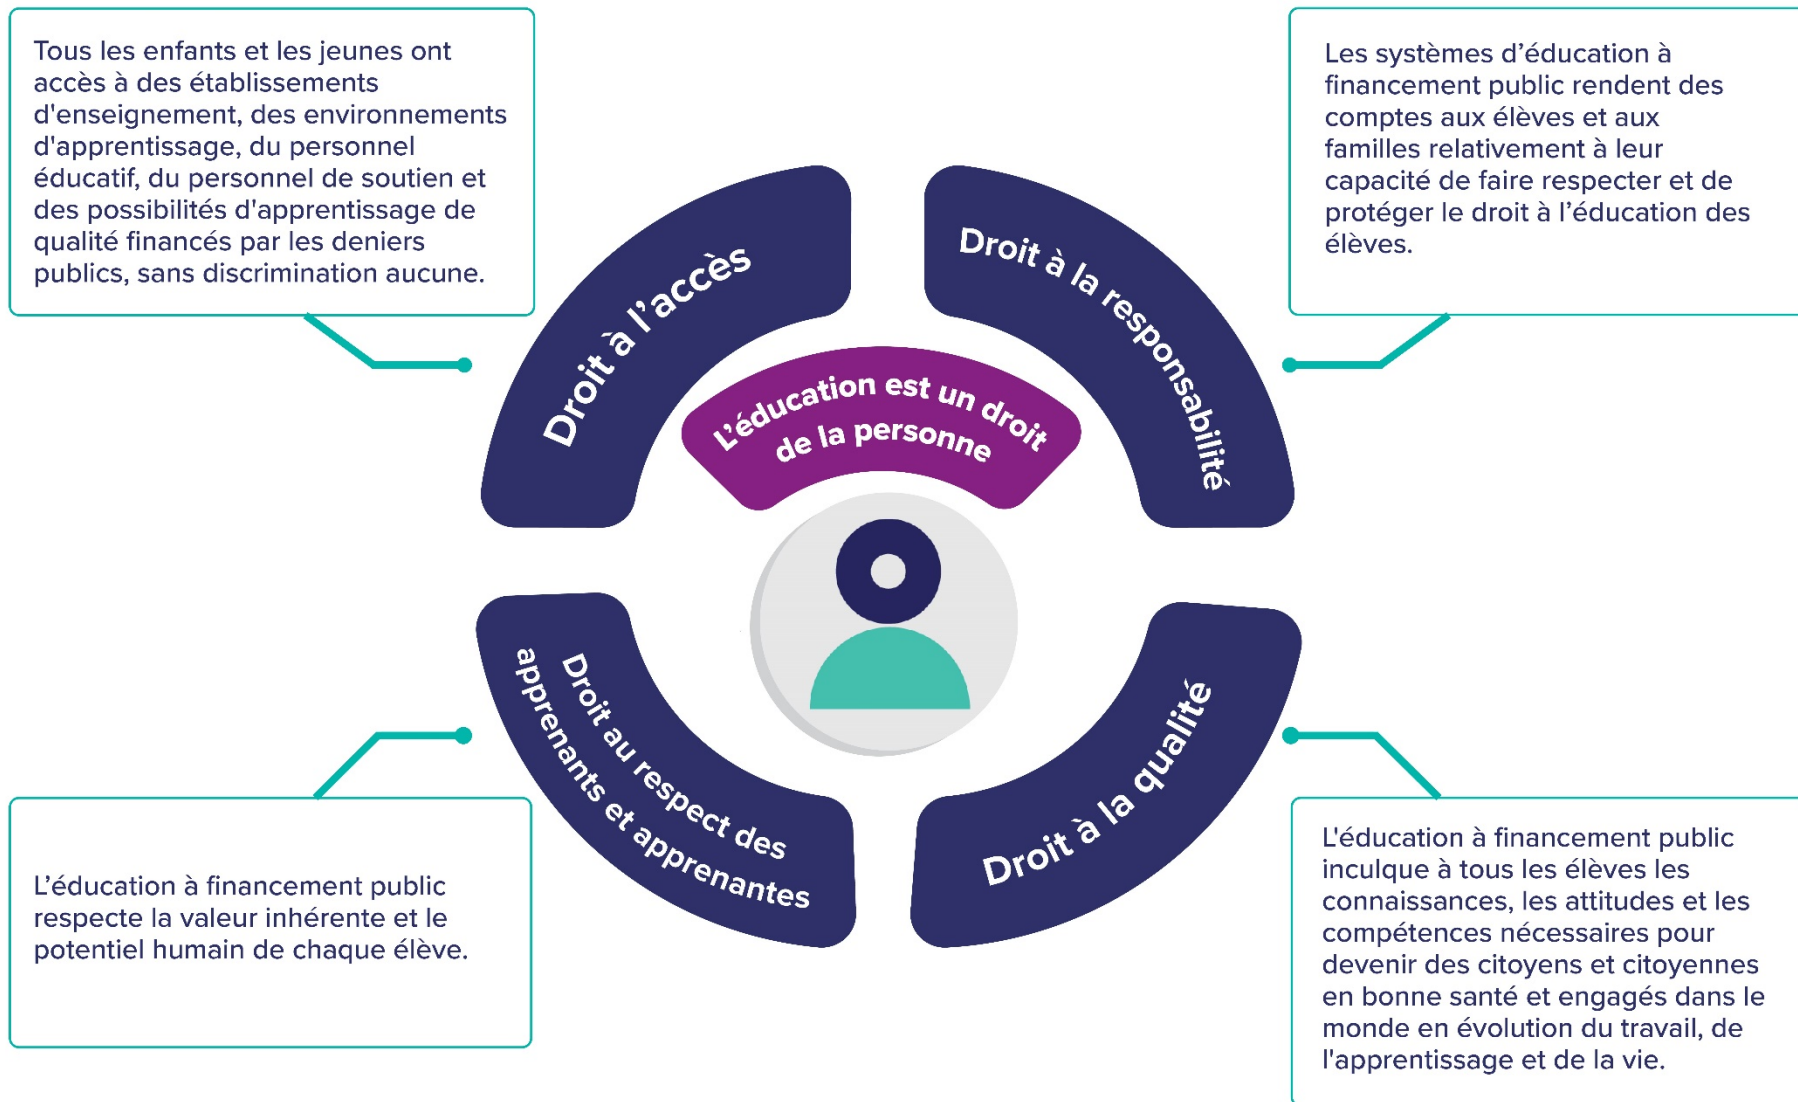 Tous les enfants et les jeunes ont
accès à des établissements
d'enseignement, des environnements
d'apprentissage, du personnel
éducatif, du personnel de soutien et
des possibilités d'apprentissage de
qualité financés par les deniers
publics, sans discrimination aucune.
Les systèmes d’éducation à
financement public rendent des
comptes aux élèves et aux
familles relativement à leur
capacité de faire respecter et de
protéger le droit à l’éducation des
élèves.
Droit à l’accès
Droit à la responsabilité
L’éducation est un droit
de la personne
Droit au respect des
apprenants et apprenantes
Droit à la qualité
L’éducation à financement public
respecte la valeur inhérente et le
potentiel humain de chaque élève.
L'éducation à financement public
inculque à tous les élèves les
connaissances, les attitudes et les
compétences nécessaires pour
devenir des citoyens et citoyennes
en bonne santé et engagés dans le
monde en évolution du travail, de
l'apprentissage et de la vie.